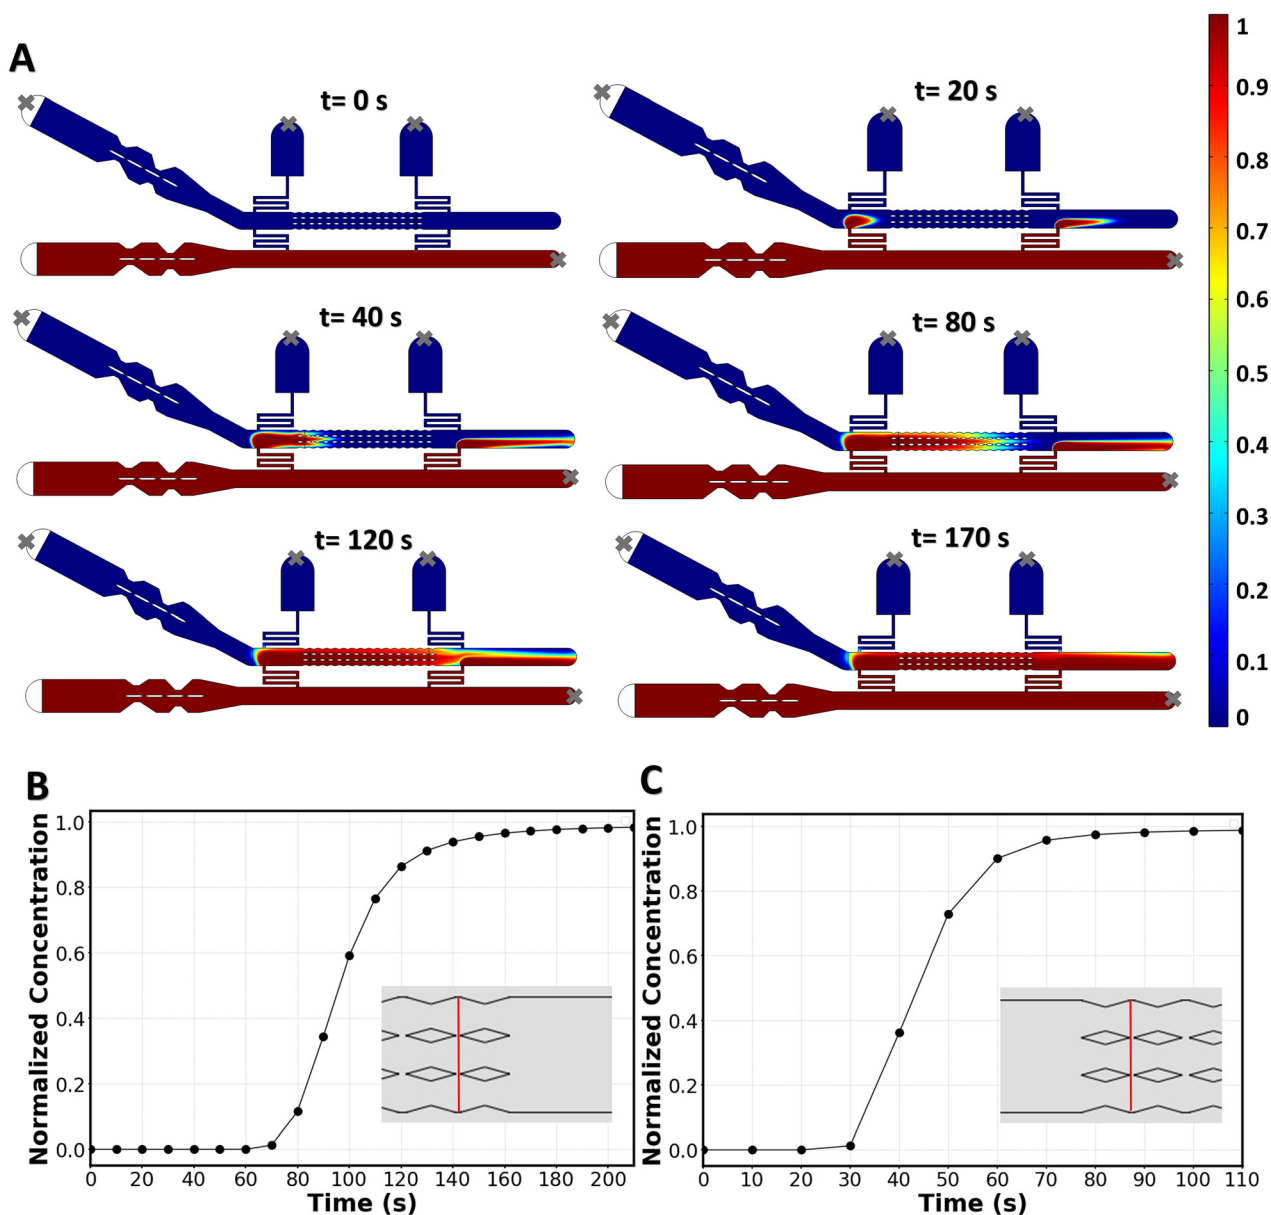 A
t= 0 s
t= 20 s
t= 40 s
t= 80 s
t= 120 s
t= 170 s
1
0.9
0.8
0.7
0.6
0.5
0.4
0.3
0.2
0.1
0
B
Normalized Concentration
1.0
0.8
0.6
0.4
0.2
0.0
0 20 40 60 80 100 120 140 160 180 200
Time (s)
C
Normalized Concentration
1.0
0.8
0.6
0.4
0.2
0.0
0 10 20 30 40 50 60 70 80 90 100 110
Time (s)